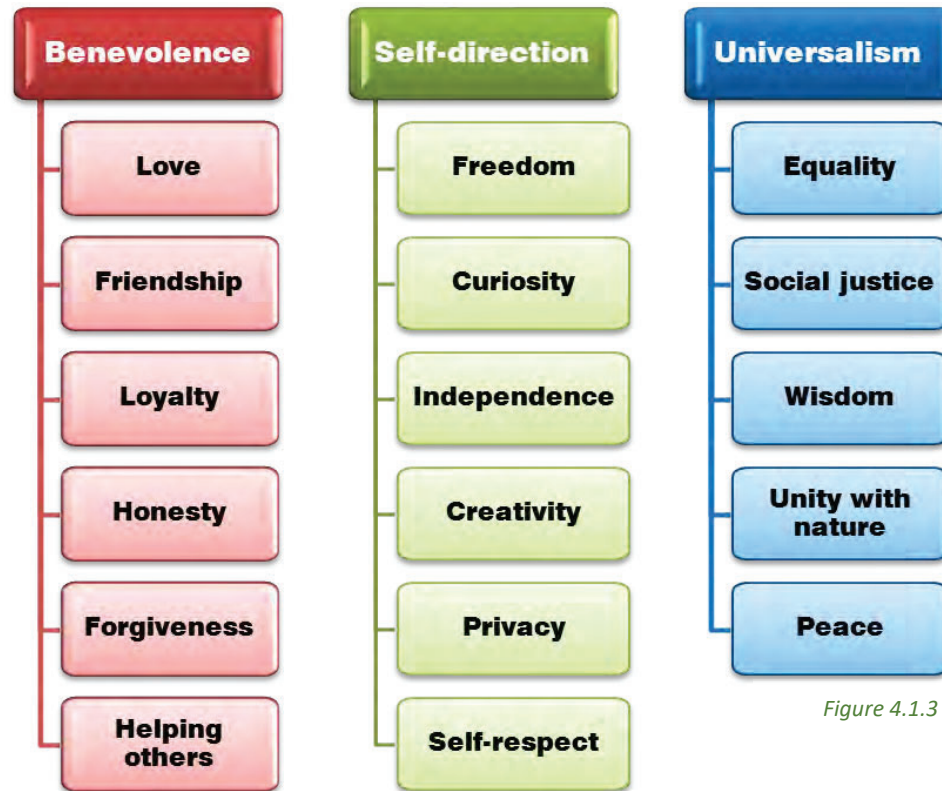 Benevolence
Love
Friendship
Loyalty
Honesty
Forgiveness
Helping
others
Self-direction
Freedom
Curiosity
Independence
Creativity
Privacy
Self-respect
Universalism
Equality
Social justice
Wisdom
Unity with
nature
Peace
Figure 4.1.3